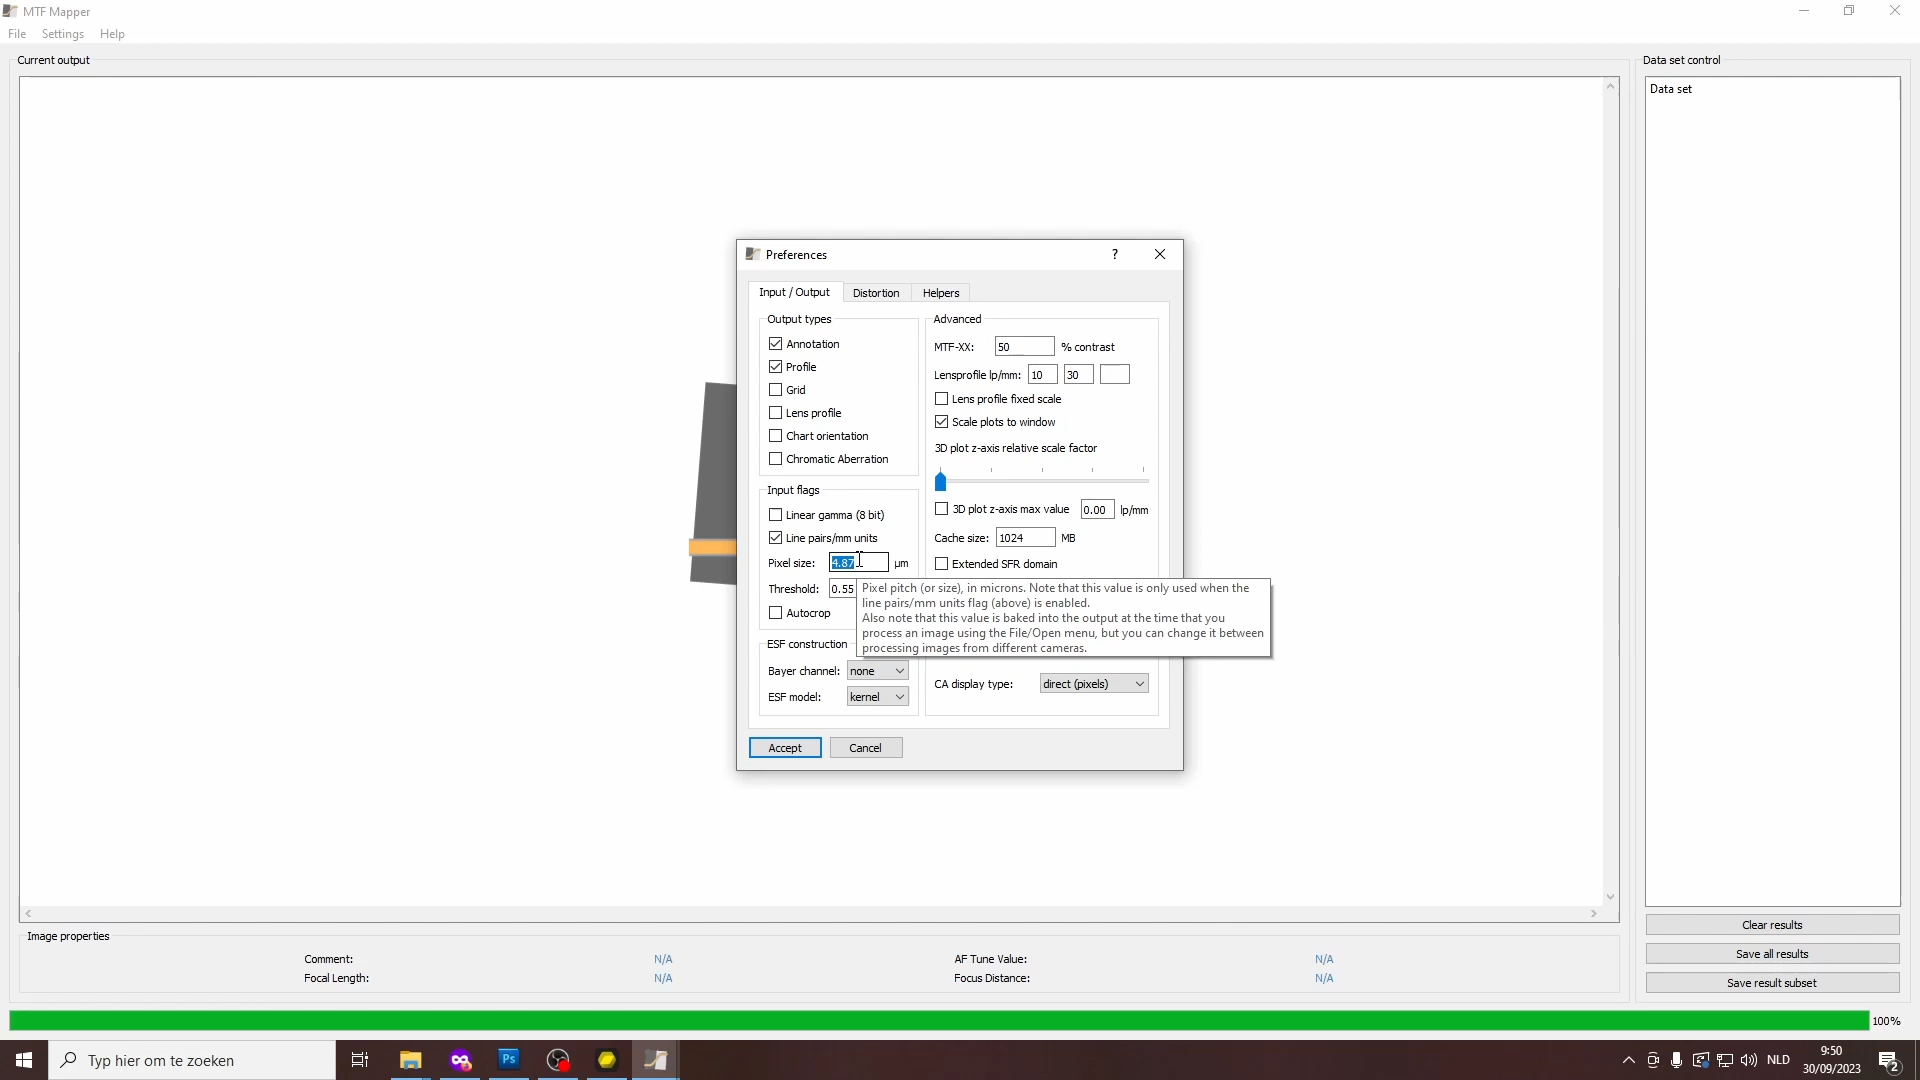 MTF Mapper
File Settings Help
Current output
Data set control
Data set
Preferences
?
Input / Output Distortion Helpers
Output types
Annotation
Profile
Grid
Lens profile
Chart orientation
Chromatic Aberration
Input flags
Linear gamma (8 bit)
Line pairs/mm units
Pixel size: 4.87 µm
Threshold: 0.55
Autocrop
ESF construction
Bayer channel: none
ESF model: kernel
Advanced
MTF-XX: 50 % contrast
Lensprofile lp/mm: 10 30
Lens profile fixed scale
Scale plots to window
3D plot z-axis relative scale factor
3D plot z-axis max value 0.00 lp/mm
Cache size: 1024 MB
Extended SFR domain
Pixel pitch (or size), in microns. Note that this value is only used when the
line pairs/mm units flag (above) is enabled.
Also note that this value is baked into the output at the time that you
process an image using the File/Open menu, but you can change it between
processing images from different cameras.
CA display type: direct (pixels)
Accept Cancel
Clear results
Save all results
Save result subset
Image properties
Comment: N/A AF Tune Value: N/A
Focal Length: N/A Focus Distance: N/A
100%
Typ hier om te zoeken
Ps
NLD
9:50
30/09/2023
2